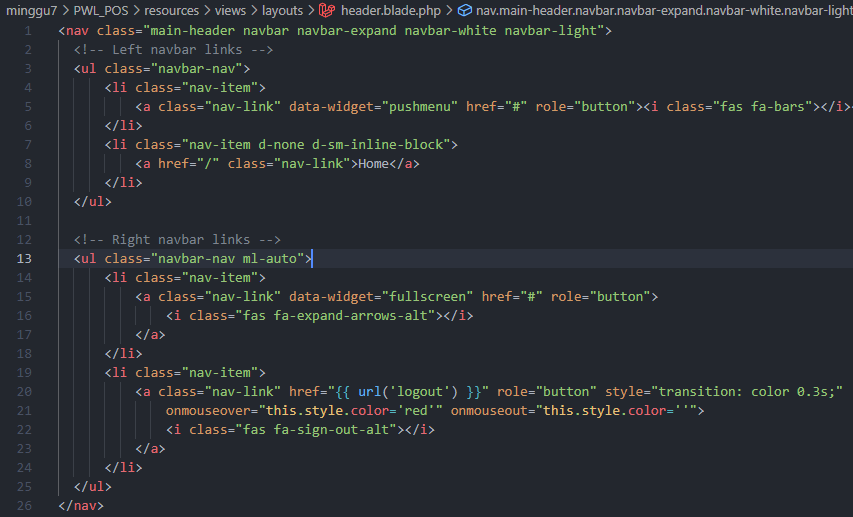 minggu7 > PWL_POS > resources > views > layouts > header.blade.php > nav.main-header.navbar.navbar-expand.navbar-white.navbar-light
1 <nav class="main-header navbar navbar-expand navbar-white navbar-light">
2 <!-- Left navbar links -->
3 <ul class="navbar-nav">
4 <li class="nav-item">
5 <a class="nav-link" data-widget="pushmenu" href="#" role="button"><i class="fas fa-bars"></i><
6 </li>
7 <li class="nav-item d-none d-sm-inline-block">
8 <a href="/" class="nav-link">Home</a>
9 </li>
10 </ul>
11
12 <!-- Right navbar links -->
13 <ul class="navbar-nav ml-auto">
14 <li class="nav-item">
15 <a class="nav-link" data-widget="fullscreen" href="#" role="button">
16 <i class="fas fa-expand-arrows-alt"></i>
17 </a>
18 </li>
19 <li class="nav-item">
20 <a class="nav-link" href="{{ url('logout') }}" role="button" style="transition: color 0.3s;"
21 onmouseover="this.style.color='red'" onmouseout="this.style.color=''">
22 <i class="fas fa-sign-out-alt"></i>
23 </a>
24 </li>
25 </ul>
26 </nav>